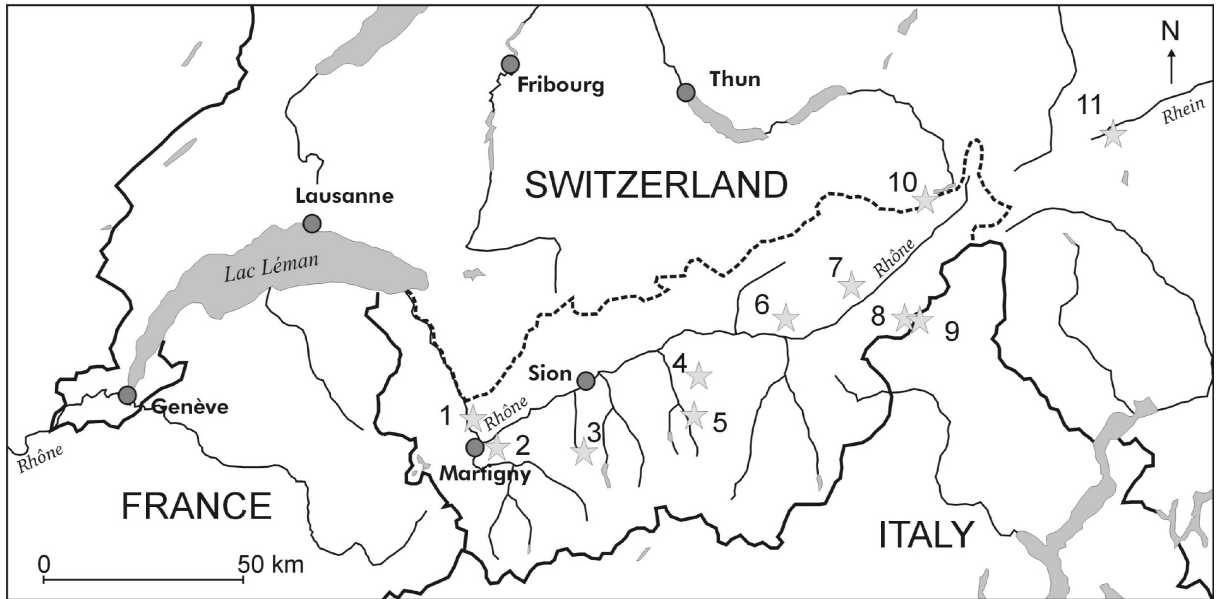 N
Fribourg
Thun
11
Rhein
SWITZERLAND
10
Lausanne
Lac Léman
Rhône
7
6
8
9
Sion
4
Genève
1
Rhône
5
2
3
Martigny
Rhône
FRANCE
ITALY
0
50 km